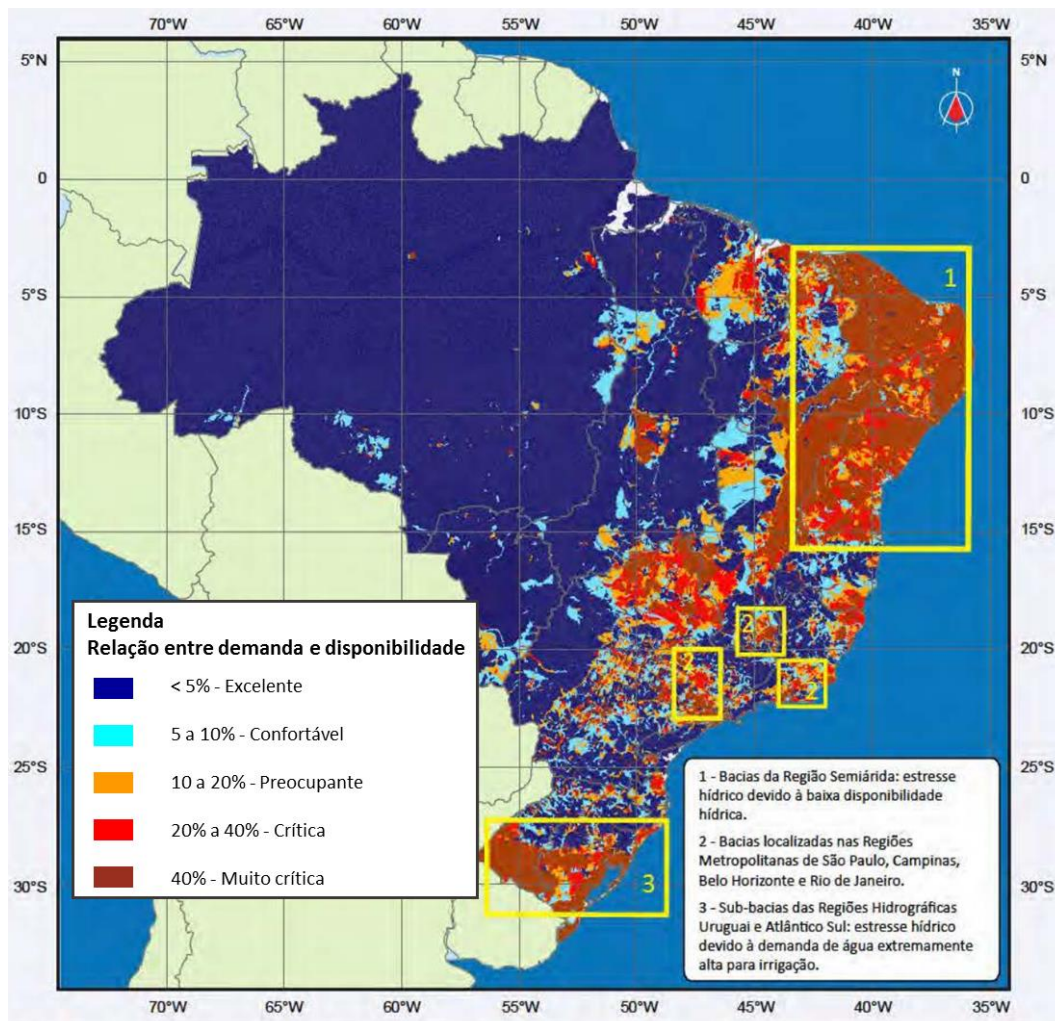 70°W 65°W 60°W 55°W 50°W 45°W 40°W 35°W
5°N 5°N
N
0 0
1
5°S 5°S
10°S 10°S
15°S 15°S
Legenda
Relação entre demanda e disponibilidade
< 5% - Excelente
5 a 10% - Confortável
10 a 20% - Preocupante
20% a 40% - Crítica
40% - Muito crítica
20°S 20°S
2
2
2
25°S 25°S
3
30°S 30°S
1 - Bacias da Região Semiárida: estresse
hídrico devido à baixa disponibilidade
hídrica.
2 - Bacias localizadas nas Regiões
Metropolitanas de São Paulo, Campinas,
Belo Horizonte e Rio de Janeiro.
3 - Sub-bacias das Regiões Hidrográficas
Uruguai e Atlântico Sul: estresse hídrico
devido à demanda de água extremamente
alta para irrigação.
70°W 65°W 60°W 55°W 50°W 45°W 40°W 35°W